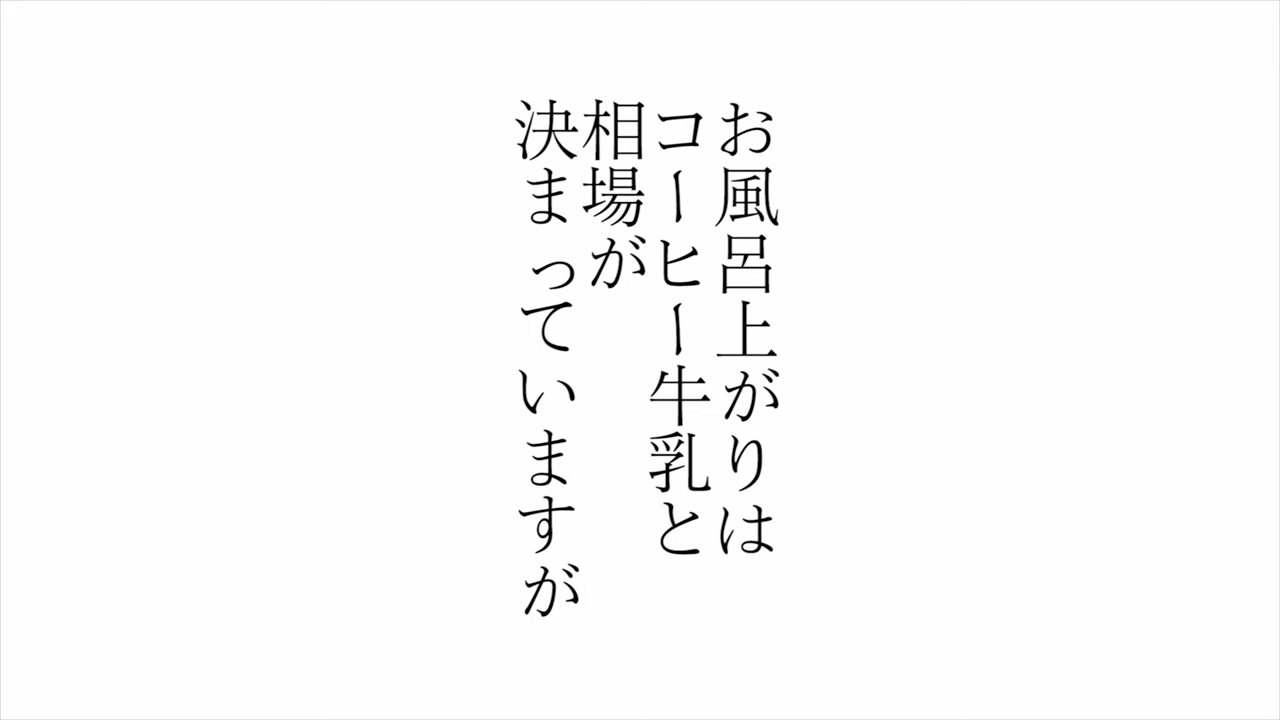 お風呂上がりは
コーヒー牛乳と
相場が
決まっていますが